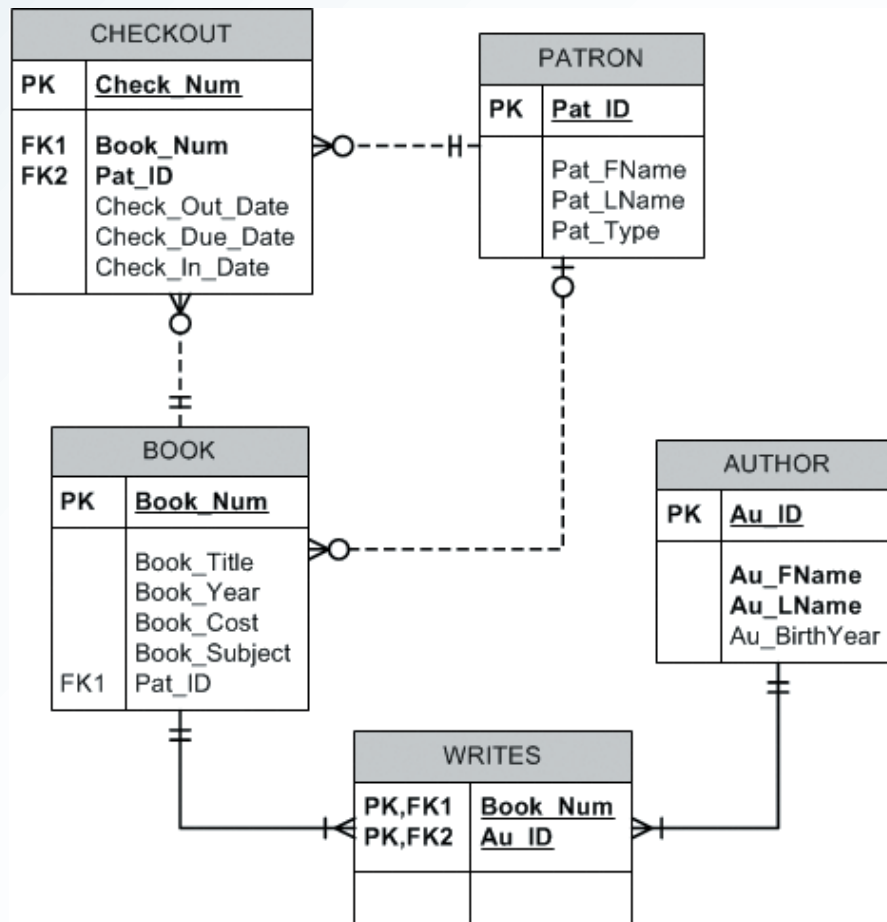 CHECKOUT
PK Check_Num
FK1 Book_Num
FK2 Pat_ID
Check_Out_Date
Check_Due_Date
Check_In_Date
PATRON
PK Pat_ID
Pat_FName
Pat_LName
Pat_Type
BOOK
PK Book_Num
Book_Title
Book_Year
Book_Cost
Book_Subject
FK1 Pat_ID
AUTHOR
PK Au_ID
Au_FName
Au_LName
Au_BirthYear
WRITES
PK,FK1 Book_Num
PK,FK2 Au_ID